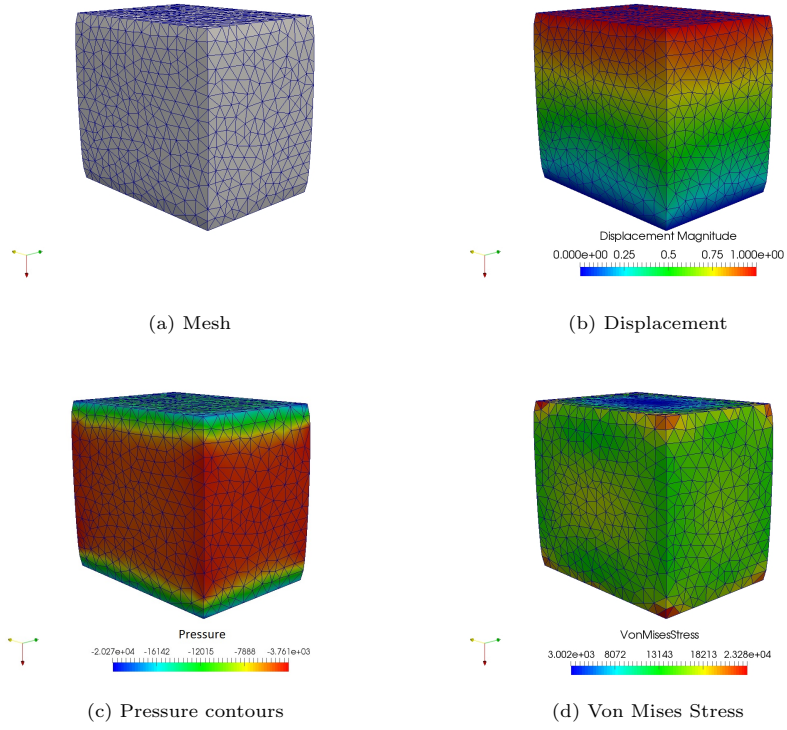 Displacement Magnitude
0.000e+00 0.25 0.5 0.75 1.000e+00
(a) Mesh
(b) Displacement
Pressure
-2.027e+04 -16142 -12015 -7888 -3.761e+03
VonMisesStress
3.002e+03 8072 13143 18213 2.328e+04
(c) Pressure contours
(d) Von Mises Stress